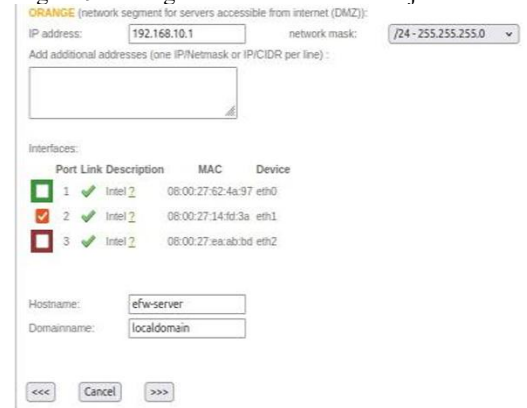 ORANGE (network segment for servers accessible from internet (DMZ)):
IP address: 192.168.10.1 network mask: /24 - 255.255.255.0
Add additional addresses (one IP/Netmask or IP/CIDR per line) :
Interfaces:
Port Link Description MAC Device
1 Intel ? 08:00:27:62:4a:97 eth0
2 Intel ? 08:00:27:14:fd:3a eth1
3 Intel ? 08:00:27:ea:ab:bd eth2
Hostname: efw-server
Domainname: localdomain
<<< Cancel >>>